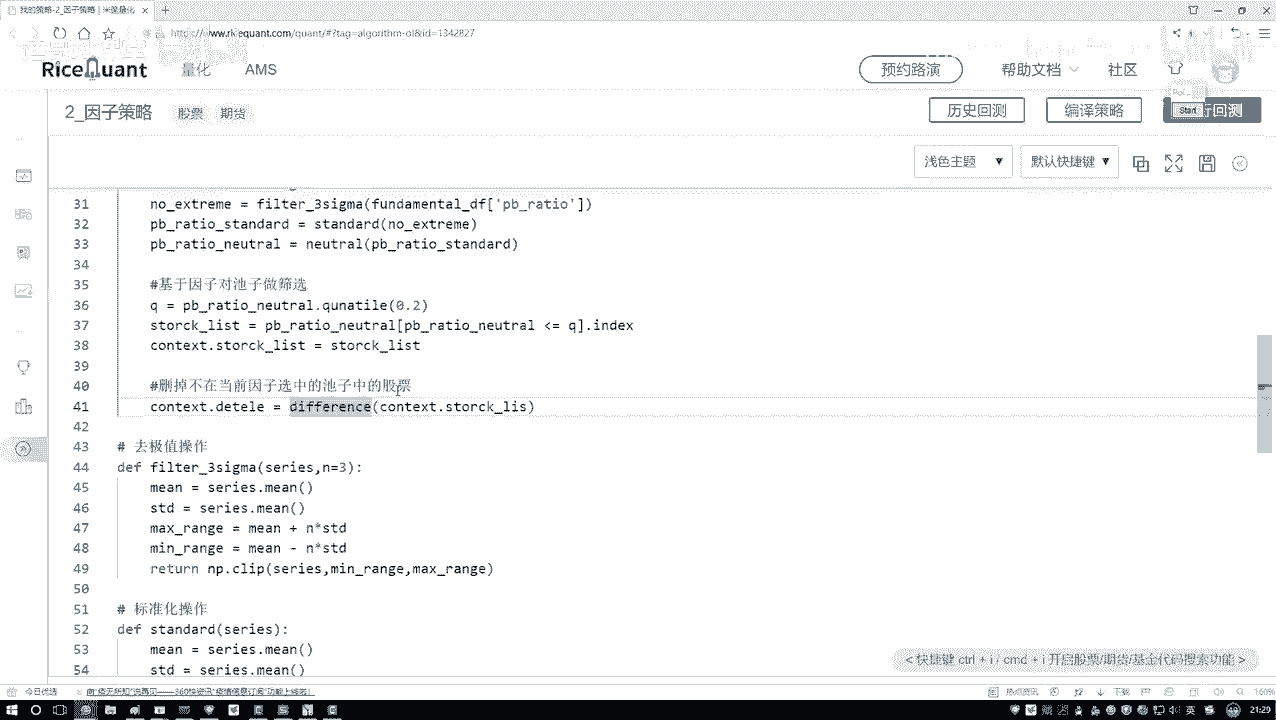 我的策略-2_因子策略 | 米筐量化
https://www.ricequant.com/quant/#?tag=algorithm-ol&id=1342827
RiceQuant 量化 AMS 预约路演 帮助文档 社区
2_因子策略 股票 期货 历史回测 编译策略 行回测
Start
浅色主题 默认快捷键
31 no_extreme = filter_3sigma(fundamental_df['pb_ratio'])
32 pb_ratio_standard = standard(no_extreme)
33 pb_ratio_neutral = neutral(pb_ratio_standard)
34
35 #基于因子对池子做筛选
36 q = pb_ratio_neutral.qunatile(0.2)
37 storck_list = pb_ratio_neutral[pb_ratio_neutral <= q].index
38 context.storck_list = storck_list
39
40 #删掉不在当前因子选中的池子中的股票
41 context.detele = difference(context.storck_lis)
42
43 # 去极值操作
44 def filter_3sigma(series,n=3):
45 mean = series.mean()
46 std = series.mean()
47 max_range = mean + n*std
48 min_range = mean - n*std
49 return np.clip(series,min_range,max_range)
50
51 # 标准化操作
52 def standard(series):
53 mean = series.mean()
54 std = series.mean()
<快捷键 ctrl + i / cmd + i 开启股票/期货/基金代码搜索功能 >
今日优选
热点资讯 下载 160%
英 21:29